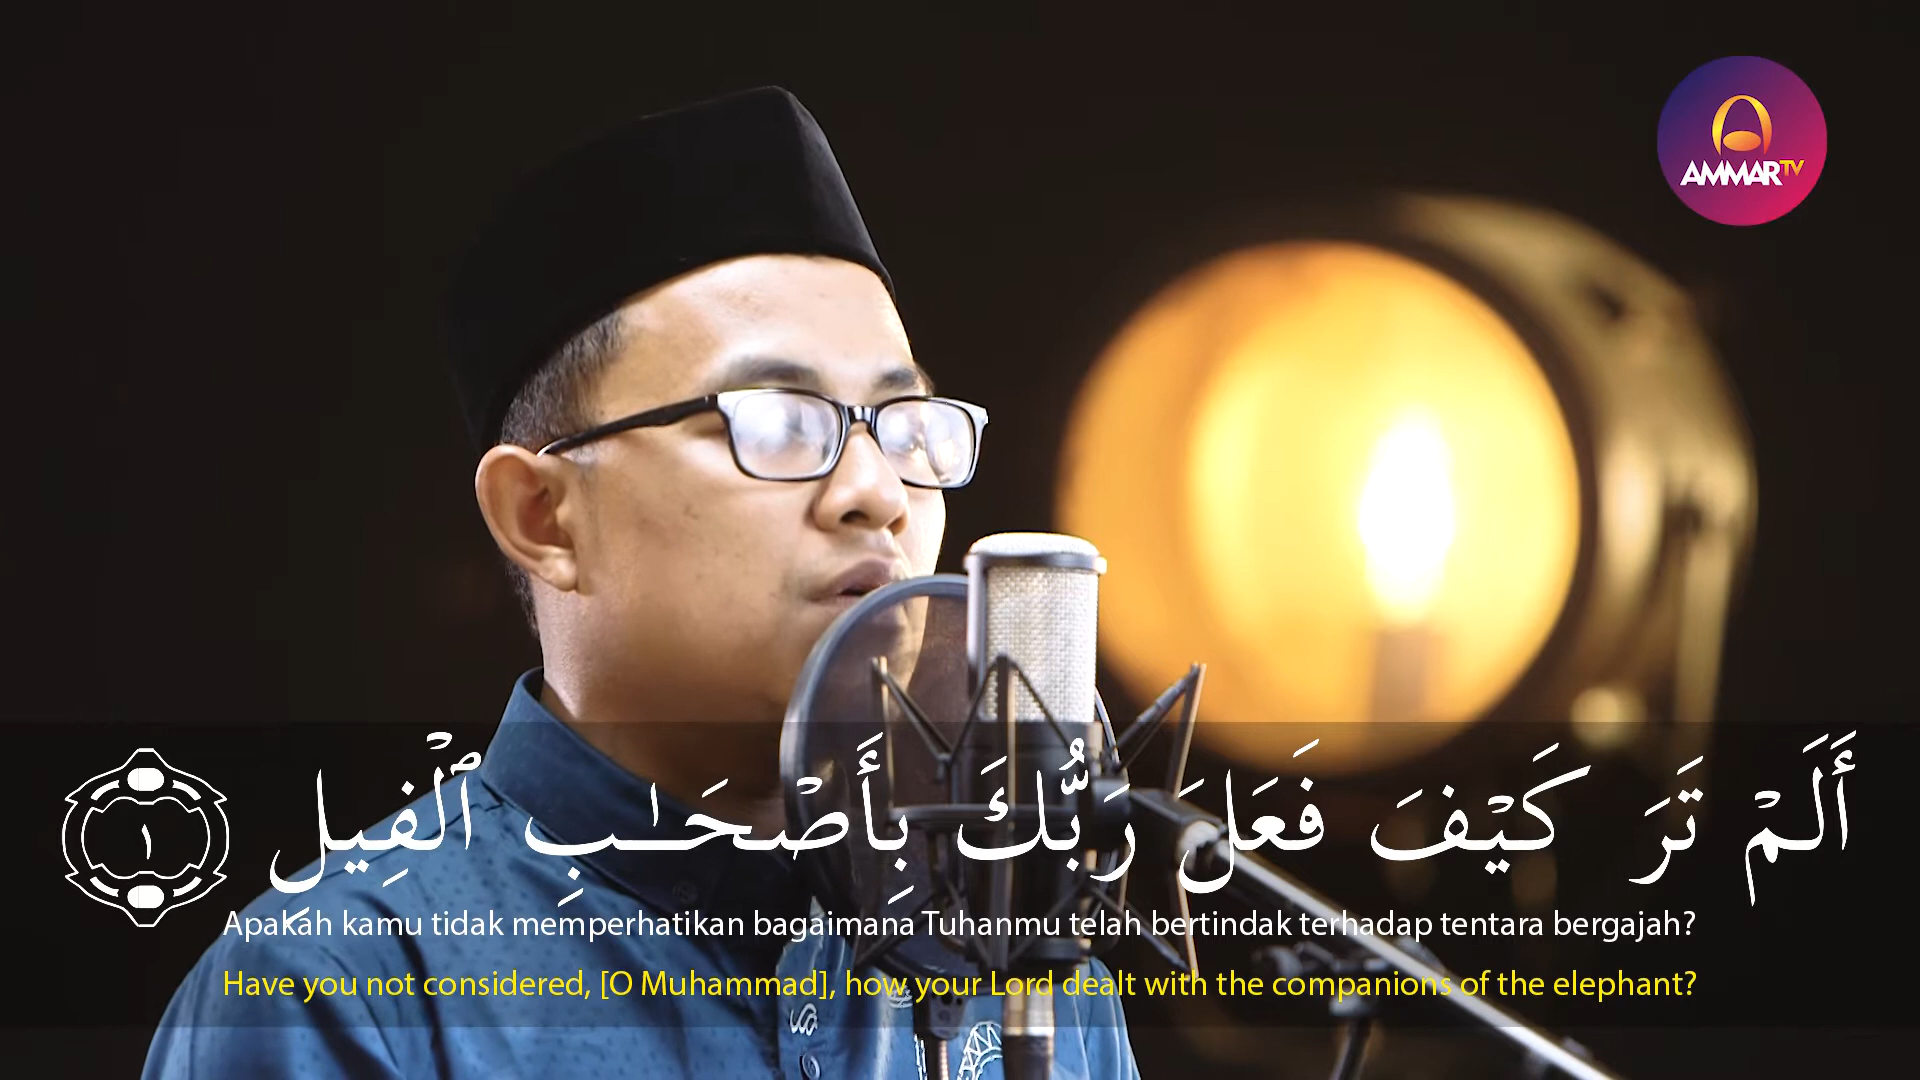 AMMARTV
أَلَمْ تَرَ كَيْفَ فَعَلَ رَبُّكَ بِأَصْحَـٰبِ ٱلْفِيلِ ١
Apakah kamu tidak memperhatikan bagaimana Tuhanmu telah bertindak terhadap tentara bergajah?
Have you not considered, [O Muhammad], how your Lord dealt with the companions of the elephant?